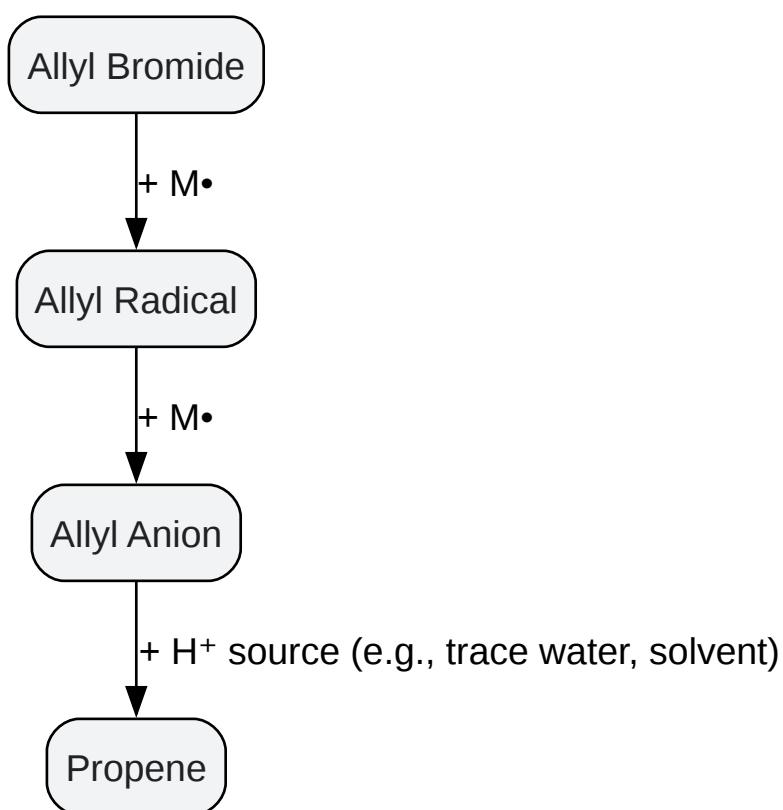 Allyl Bromide
+ M•
Allyl Radical
+ M•
Allyl Anion
+ H⁺ source (e.g., trace water, solvent)
Propene